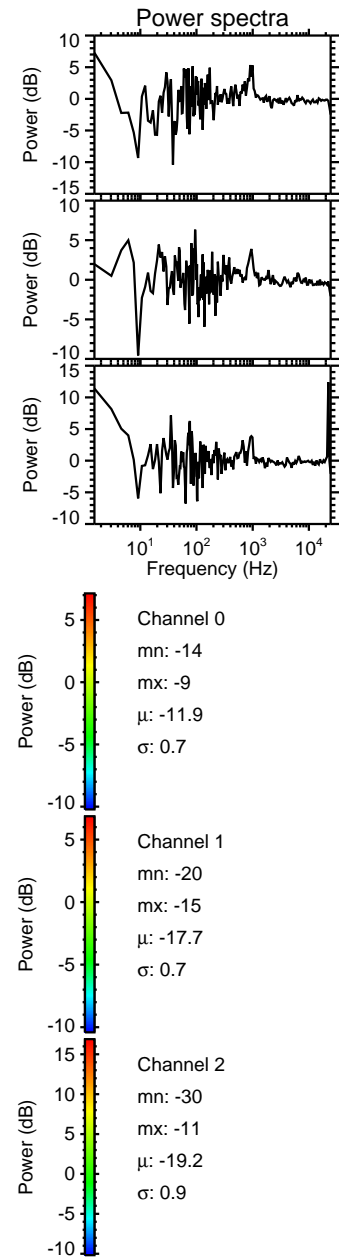 Power spectra
10
5
0
-5
-10
-15
Power (dB)
10
5
0
-5
-10
Power (dB)
15
10
5
0
-5
-10
Power (dB)
10¹ 10² 10³ 10⁴
Frequency (Hz)
5
0
-5
-10
Power (dB)
Channel 0
mn: -14
mx: -9
μ: -11.9
σ: 0.7
5
0
-5
-10
Power (dB)
Channel 1
mn: -20
mx: -15
μ: -17.7
σ: 0.7
15
10
5
0
-5
-10
Power (dB)
Channel 2
mn: -30
mx: -11
μ: -19.2
σ: 0.9